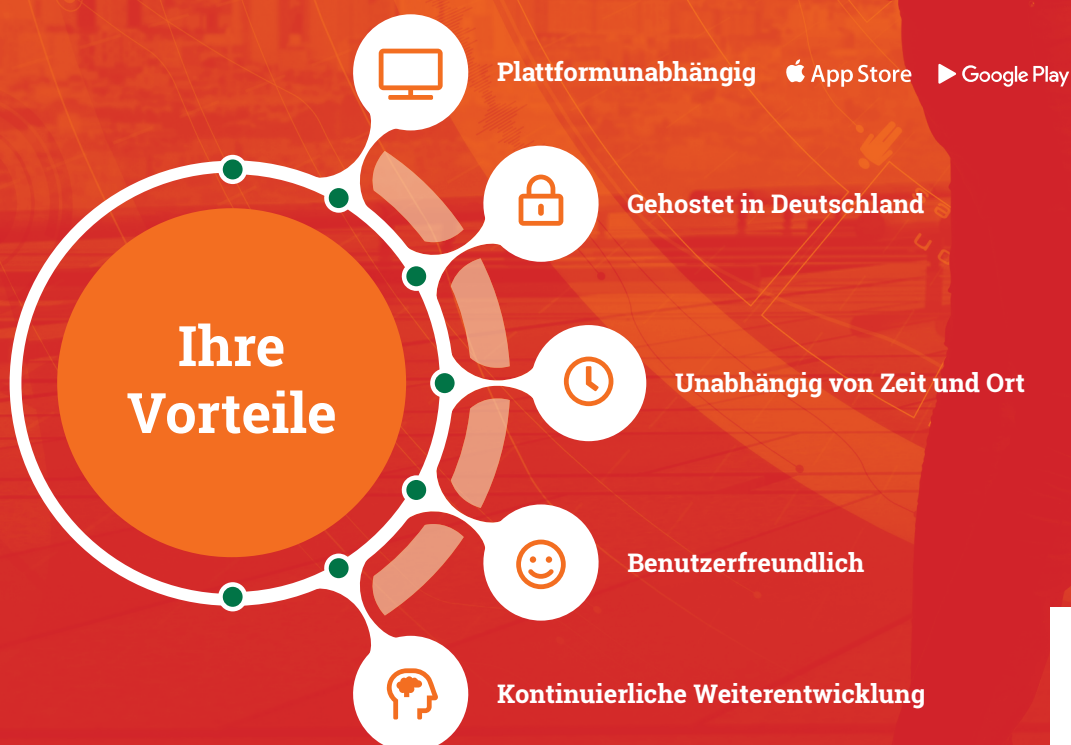 Plattformunabhängig App Store Google Play
Gehostet in Deutschland
Ihre
Vorteile
Unabhängig von Zeit und Ort
Benutzerfreundlich
Kontinuierliche Weiterentwicklung